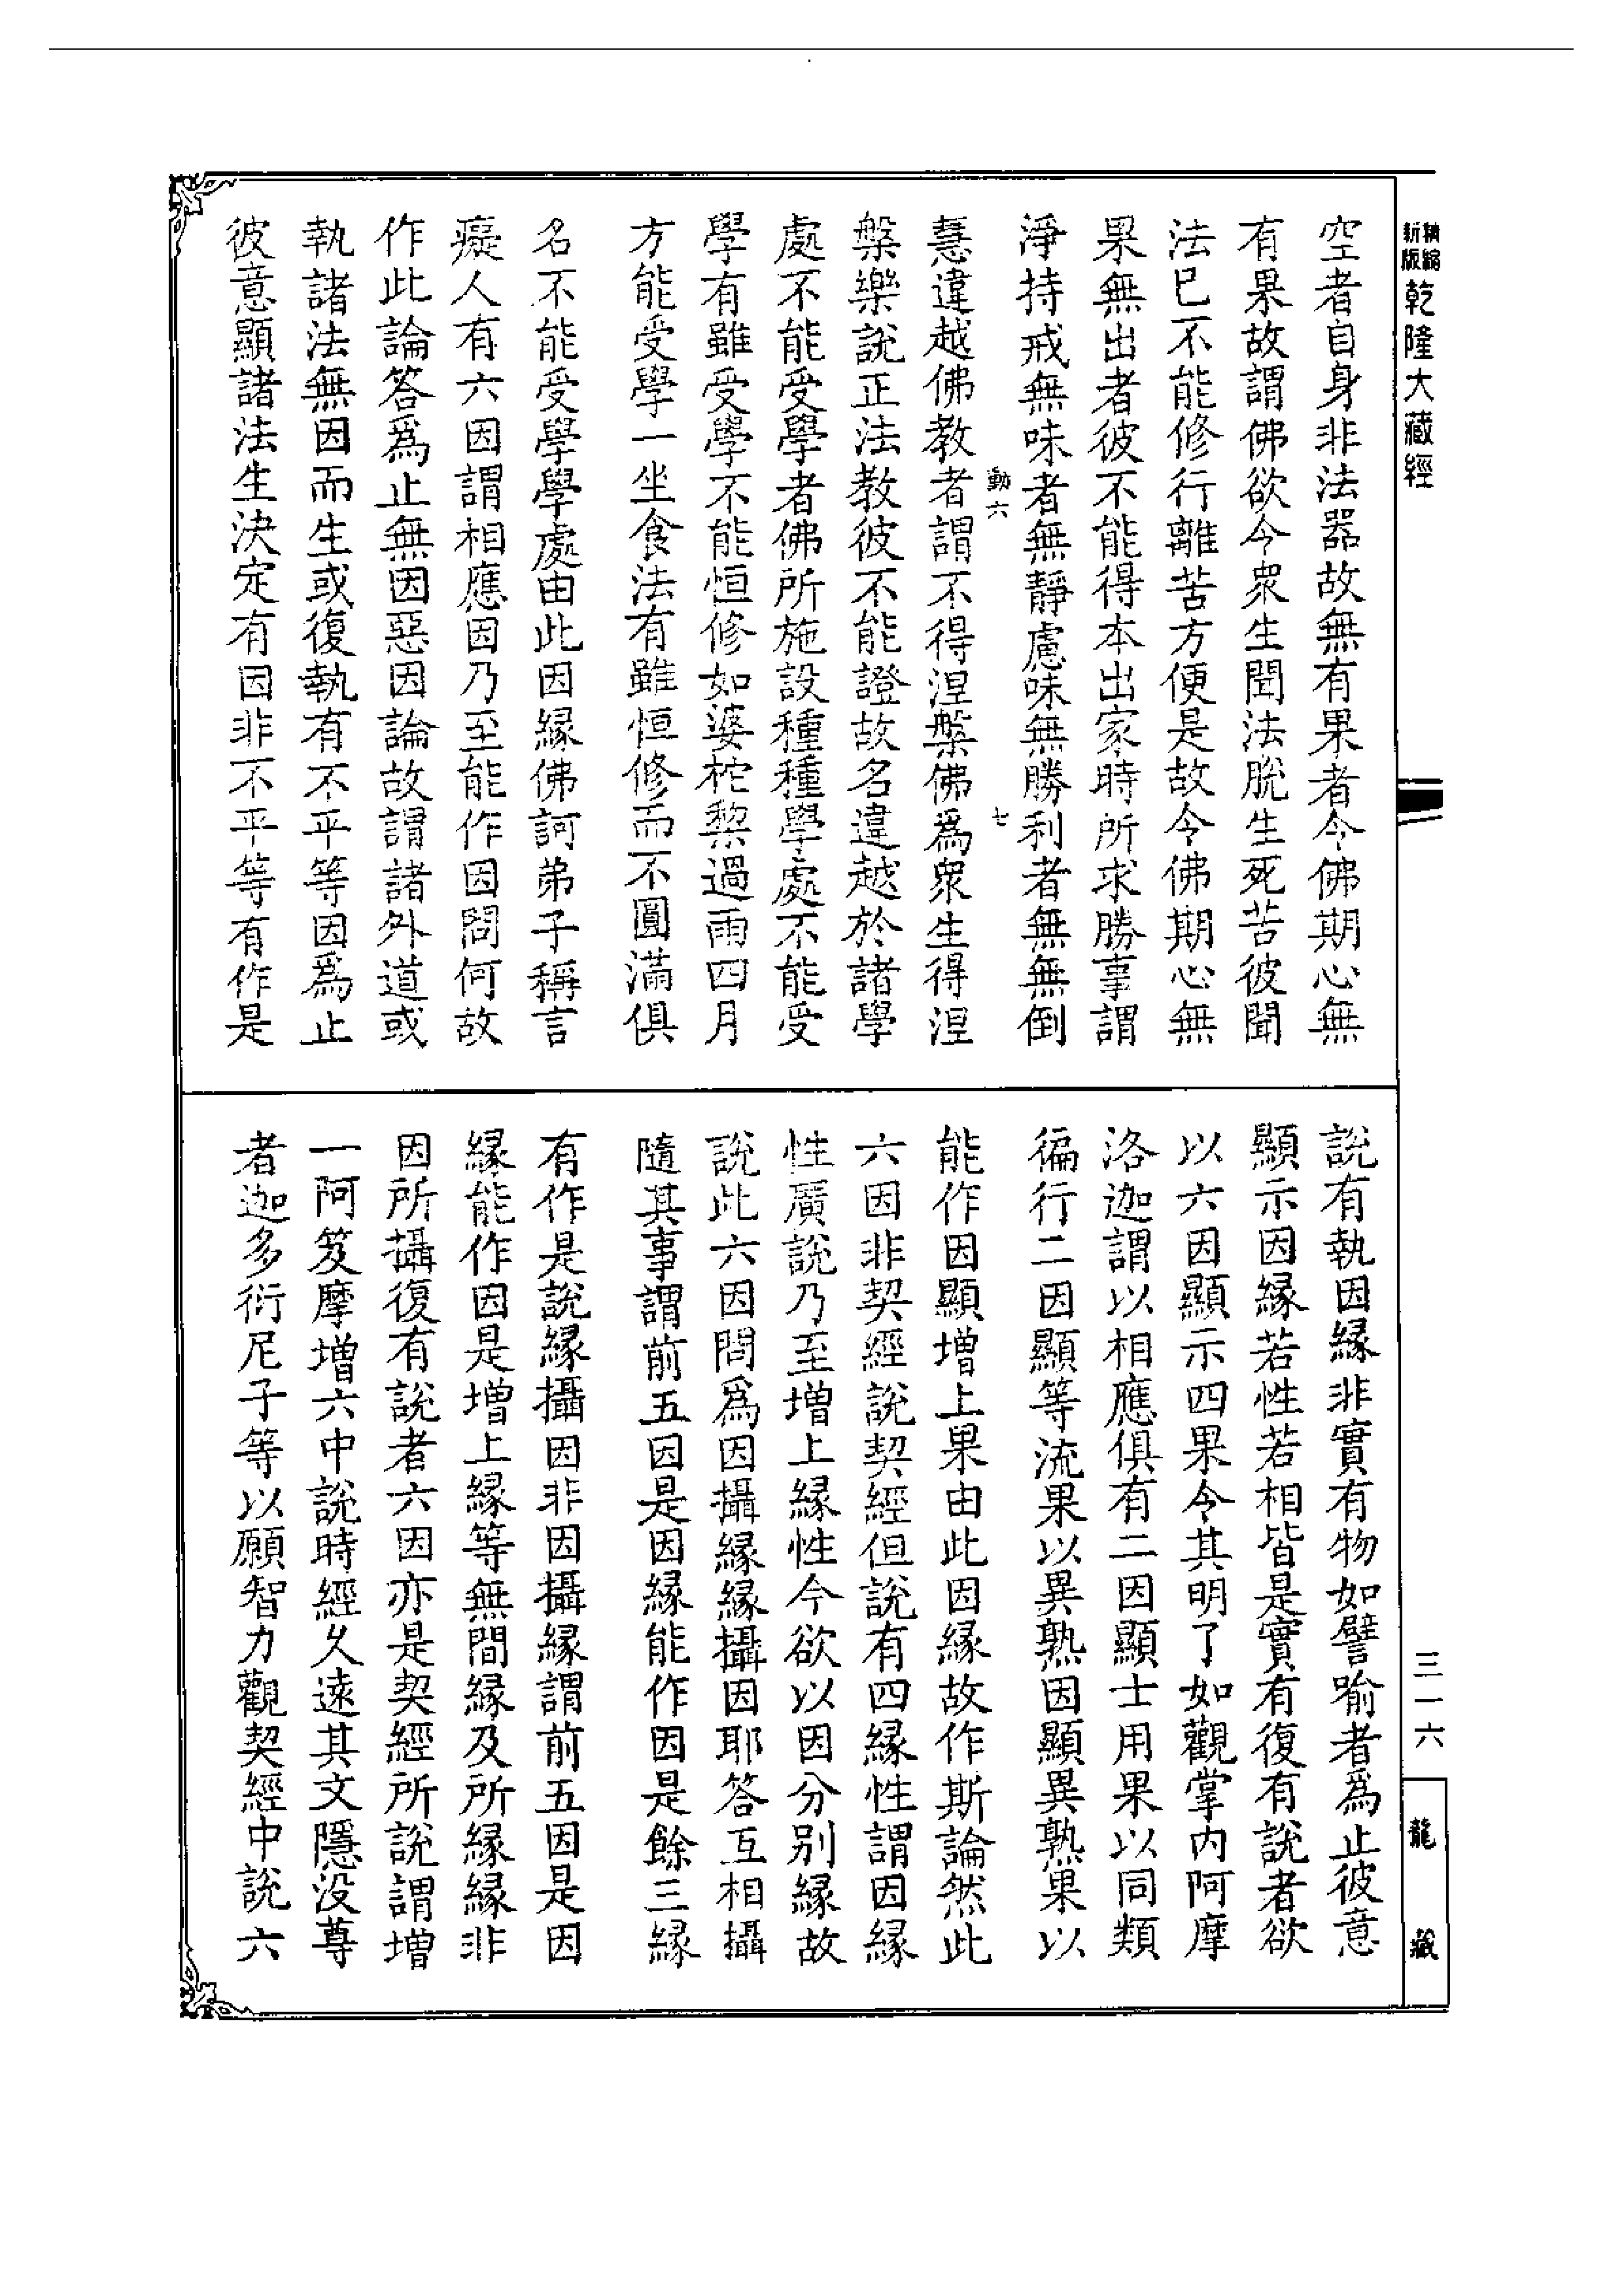 精縮
新版
乾隆大藏經
空者自身非法器故無有果者今佛期心無
有果故謂佛欲令衆生聞法脫生死苦彼聞
法已不能修行離苦方便是故今佛期心無
果無出者彼不能得本出家時所求勝事謂
淨持戒無味者無靜慮味無勝利者無無倒
動六 七
慧違越佛教者謂不得涅槃佛爲衆生得涅
槃樂說正法教彼不能證故名違越於諸學
處不能受學者佛所施設種種學處不能受
學有雖受學不能恒修如婆柁棃過雨四月
方能受學一坐食法有雖恒修而不圓滿俱
名不能受學學處由此因緣佛訶弟子稱言
癡人有六因謂相應因乃至能作因問何故
作此論答爲止無因惡因論故謂諸外道或
執諸法無因而生或復執有不平等因爲止
彼意顯諸法生決定有因非不平等有作是
說有執因緣非實有物如譬喻者爲止彼意
顯示因緣若性若相皆是實有復有說者欲
以六因顯示四果令其明了如觀掌內阿摩
洛迦謂以相應俱有二因顯士用果以同類
徧行二因顯等流果以異熟因顯異熟果以
能作因顯增上果由此因緣故作斯論然此
六因非契經說契經但說有四緣性謂因緣
性廣說乃至增上緣性今欲以因分別緣故
說此六因問爲因攝緣緣攝因耶答互相攝
隨其事謂前五因是因緣能作因是餘三緣
有作是說緣攝因非因攝緣謂前五因是因
緣能作因是增上緣等無間緣及所緣緣非
因所攝復有說者六因亦是契經所說謂增
一阿笈摩增六中說時經久遠其文隱沒尊
者迦多衍尼子等以願智力觀契經中說六
三一六
龍藏